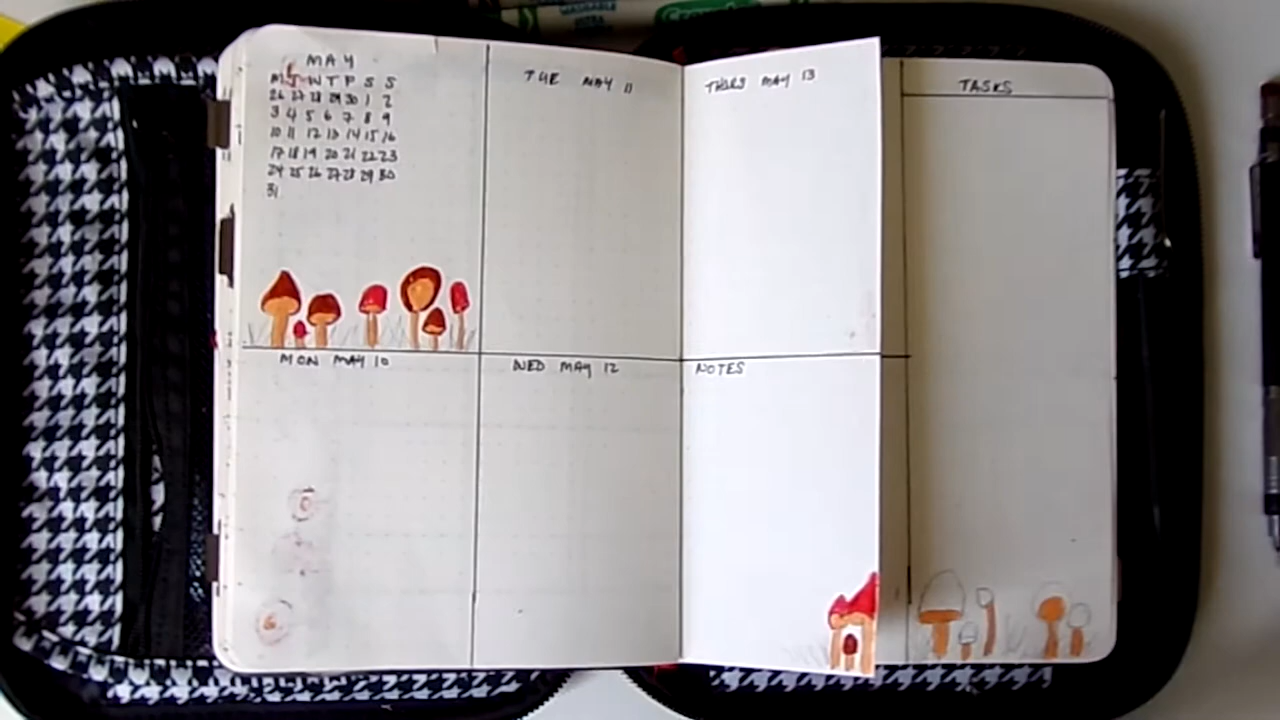 WASHABLE
Crayola
MAY
M T W T F S S
26 27 28 29 30 1 2
3 4 5 6 7 8 9
10 11 12 13 14 15 16
17 18 19 20 21 22 23
24 25 26 27 28 29 30
31
MON MAY 10
TUE MAY 11
WED MAY 12
THURS MAY 13
NOTES
TASKS